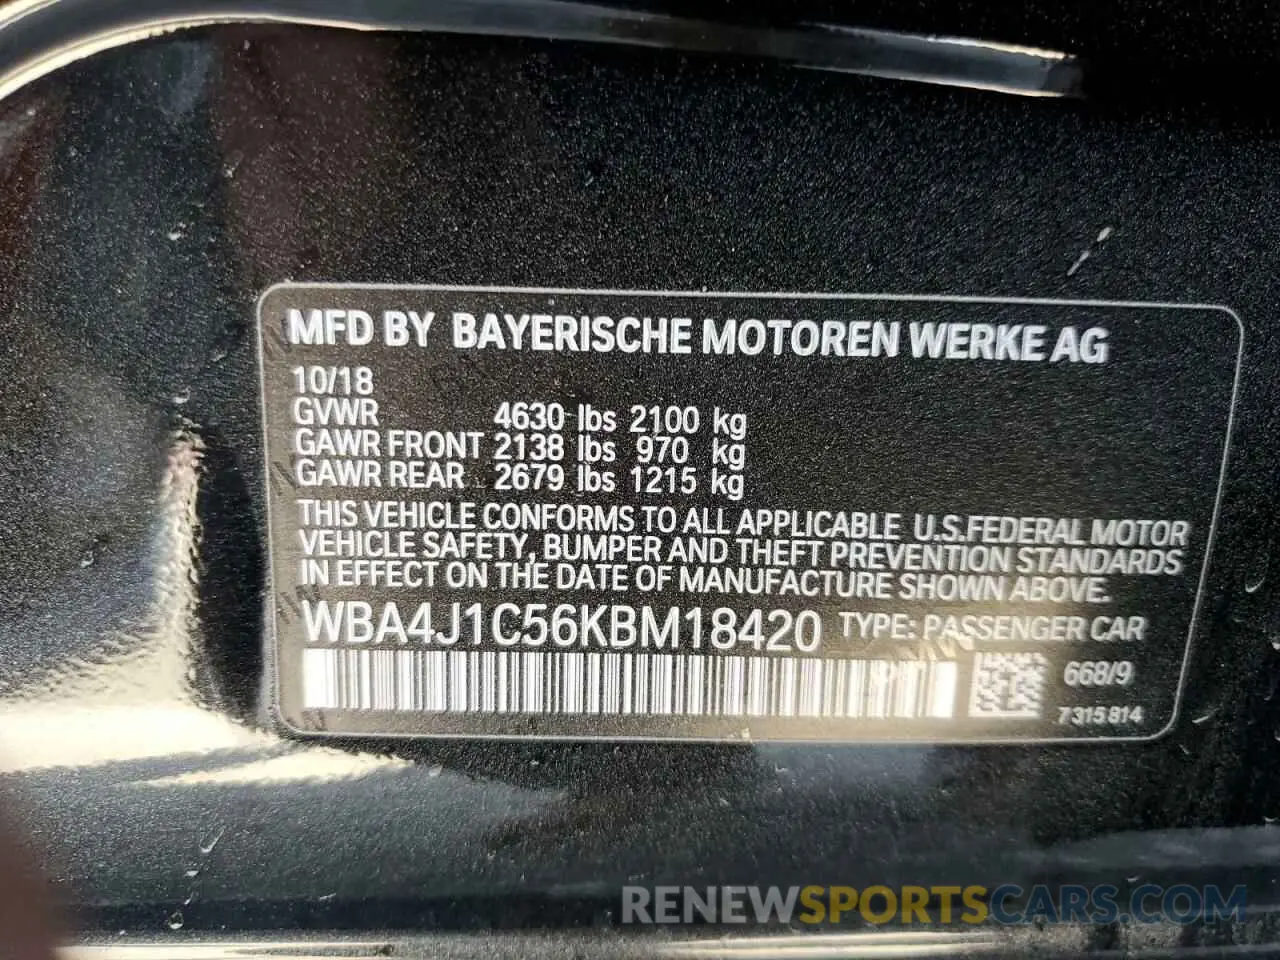 MFD BY BAYERISCHE MOTOREN WERKE AG
10/18
GVWR 4630 lbs 2100 kg
GAWR FRONT 2138 lbs 970 kg
GAWR REAR 2679 lbs 1215 kg
THIS VEHICLE CONFORMS TO ALL APPLICABLE U.S.FEDERAL MOTOR
VEHICLE SAFETY, BUMPER AND THEFT PREVENTION STANDARDS
IN EFFECT ON THE DATE OF MANUFACTURE SHOWN ABOVE.
WBA4J1C56KBM18420 TYPE: PASSENGER CAR
668/9
7315814
RENEWSPORTSCARS.COM